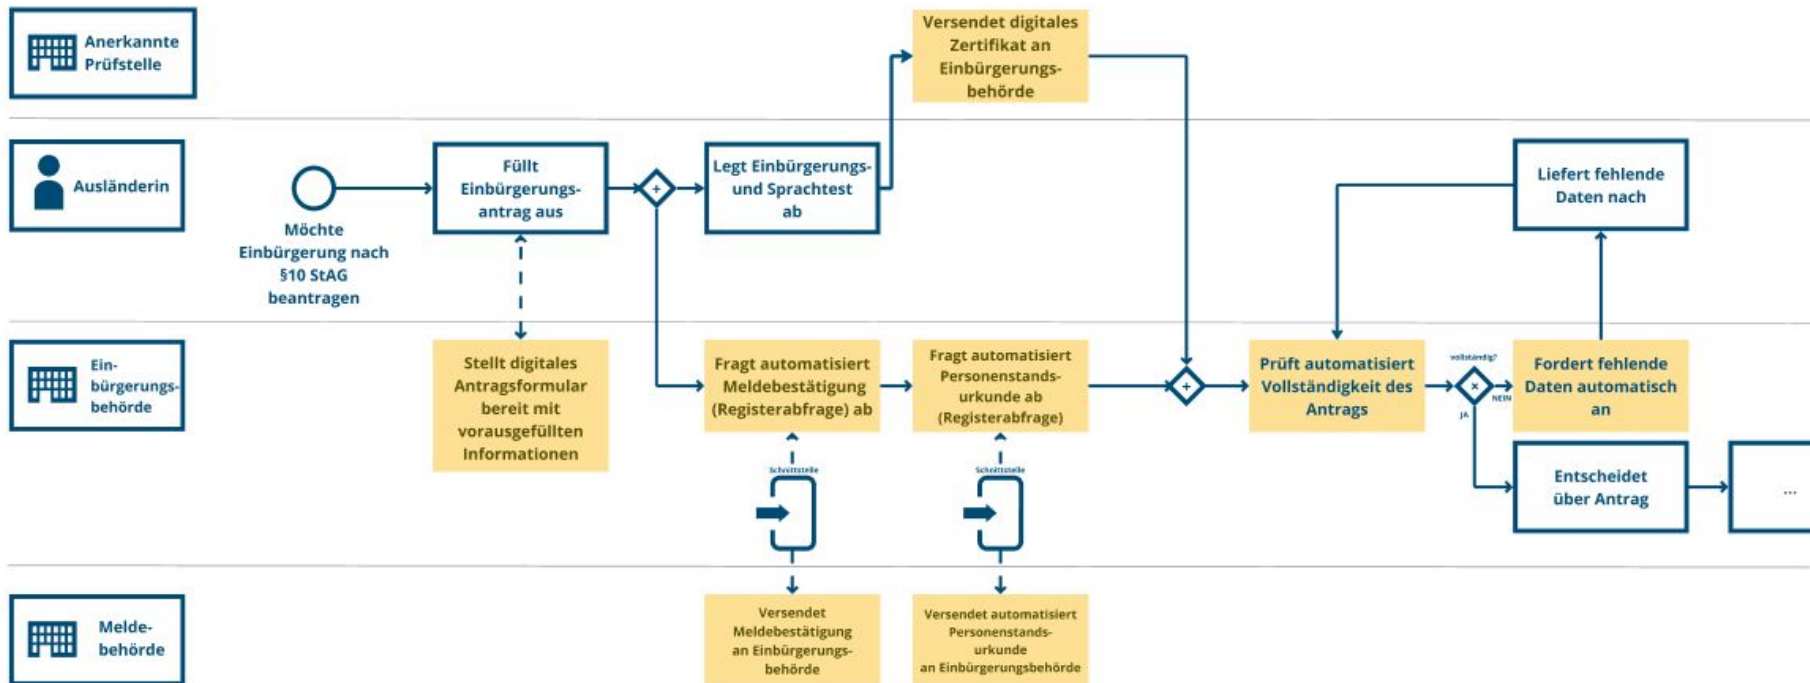 Anerkannte
Prüfstelle
Versendet digitales
Zertifikat an
Einbürgerungs-
behörde
Ausländerin
Möchte
Einbürgerung nach
§10 StAG
beantragen
Füllt
Einbürgerungs-
antrag aus
+
Legt Einbürgerungs-
und Sprachtest
ab
Liefert fehlende
Daten nach
Ein-
bürgerungs-
behörde
Stellt digitales
Antragsformular
bereit mit
vorausgefüllten
Informationen
Fragt automatisiert
Meldebestätigung
(Registerabfrage) ab
Fragt automatisiert
Personenstands-
urkunde ab
(Registerabfrage)
+
Prüft automatisiert
Vollständigkeit des
Antrags
vollständig?
×
NEIN
JA
Fordert fehlende
Daten automatisch
an
Entscheidet
über Antrag
...
Schnittstelle
Schnittstelle
Melde-
behörde
Versendet
Meldebestätigung
an Einbürgerungs-
behörde
Versendet automatisiert
Personenstands-
urkunde
an Einbürgerungsbehörde